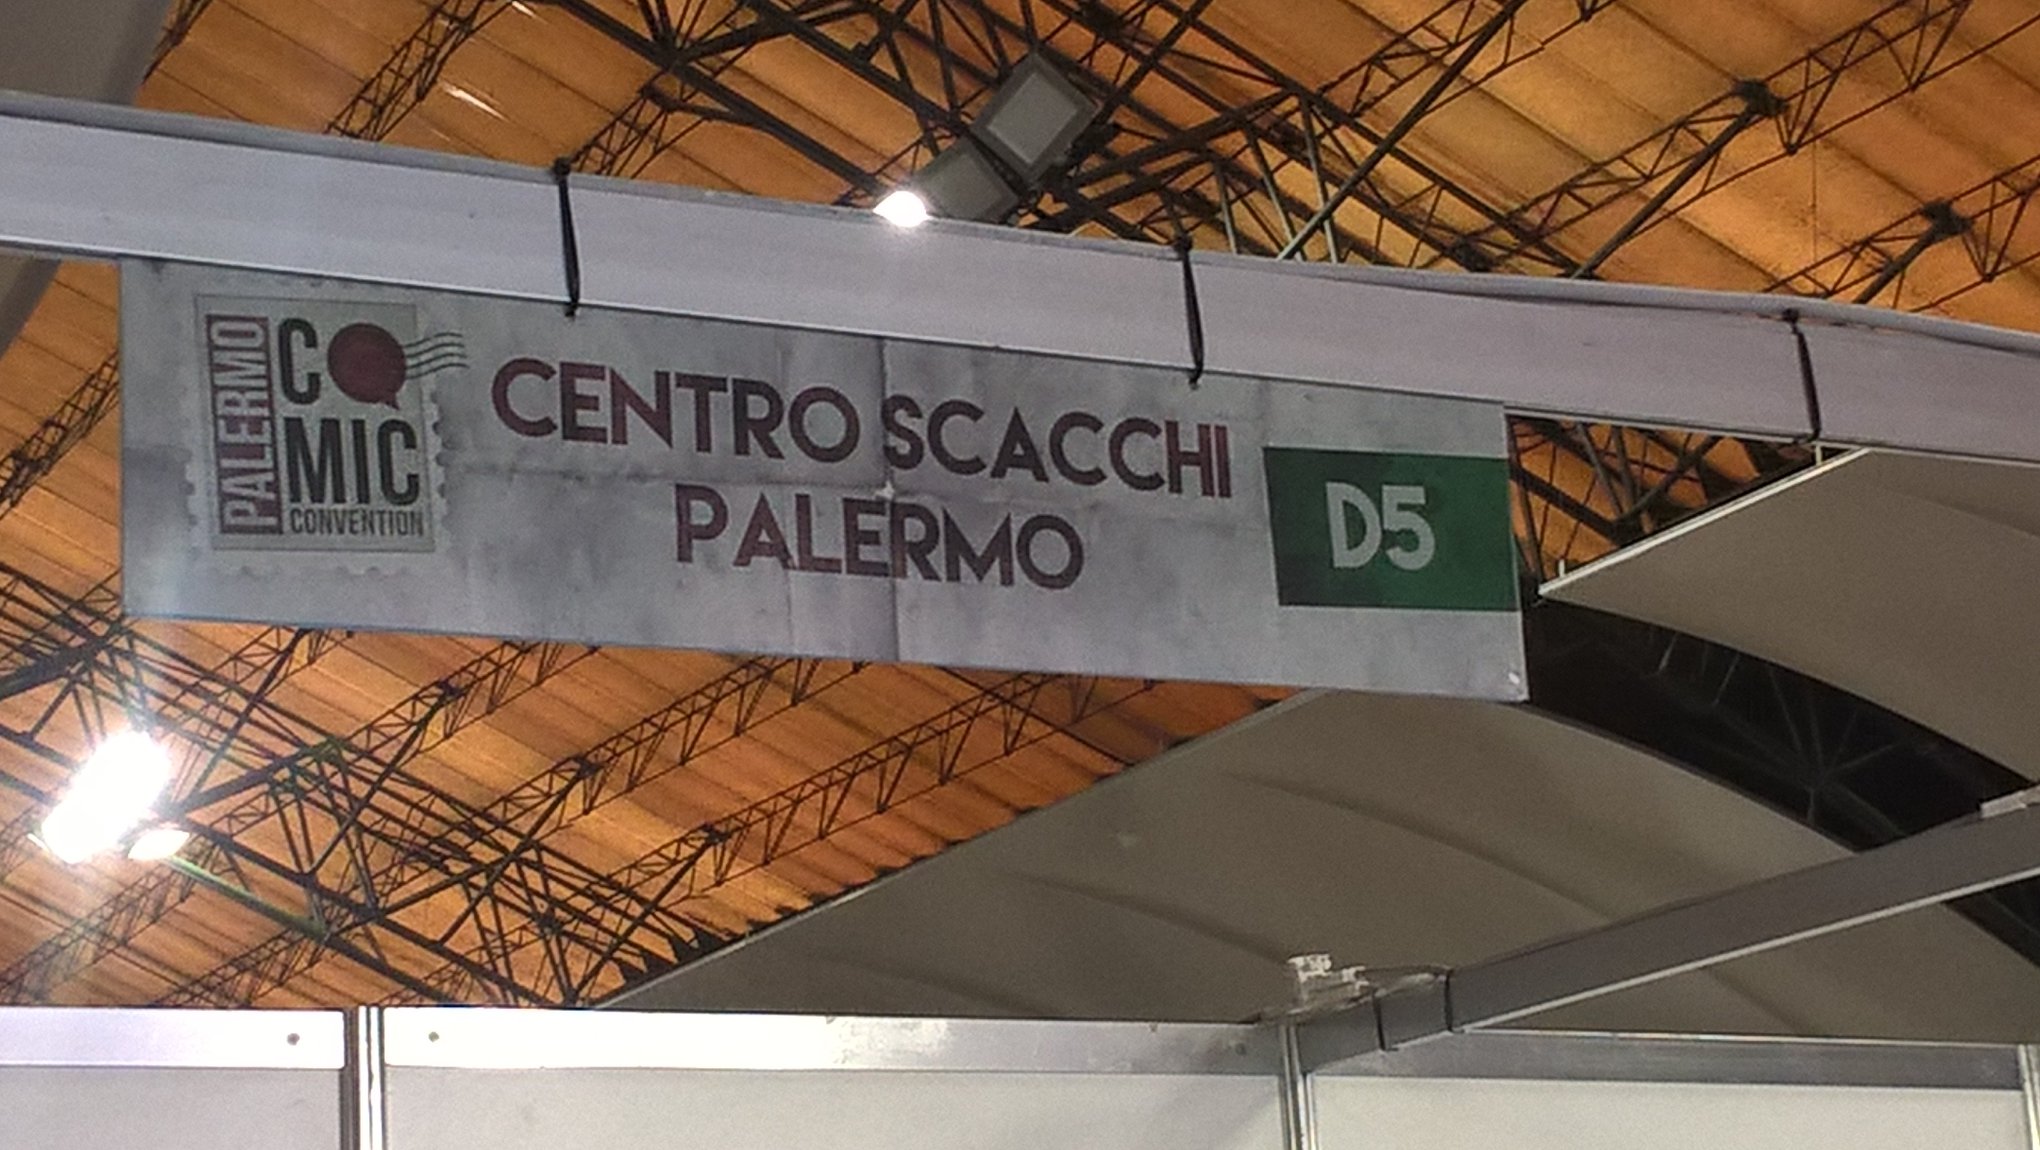 PALERMO
COMIC
CONVENTION
CENTRO SCACCHI
PALERMO
D5